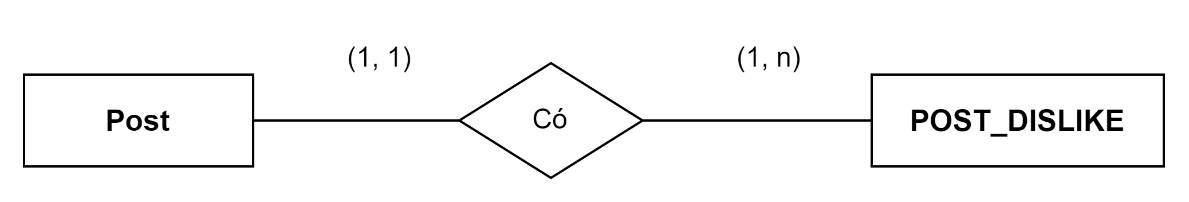 (1, 1)
(1, n)
Post
Có
POST_DISLIKE